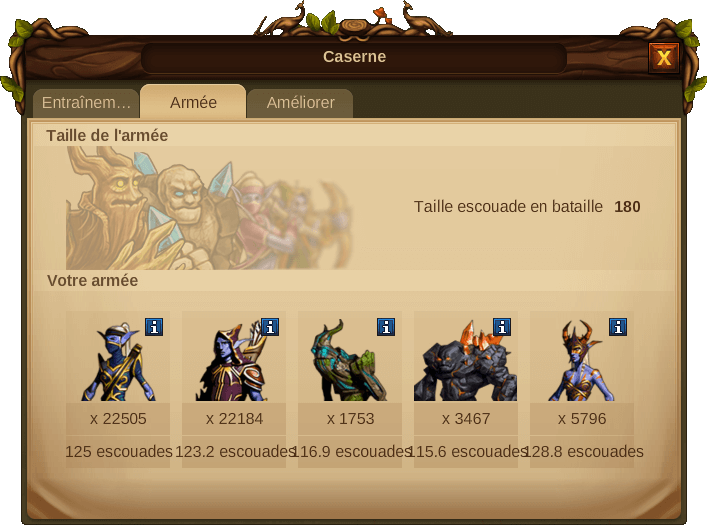 Caserne
X
Entraînem… Armée Améliorer
Taille de l'armée
Taille escouade en bataille 180
Votre armée
x 22505 x 22184 x 1753 x 3467 x 5796
125 escouades 123.2 escouades 116.9 escouades 115.6 escouades 128.8 escouades